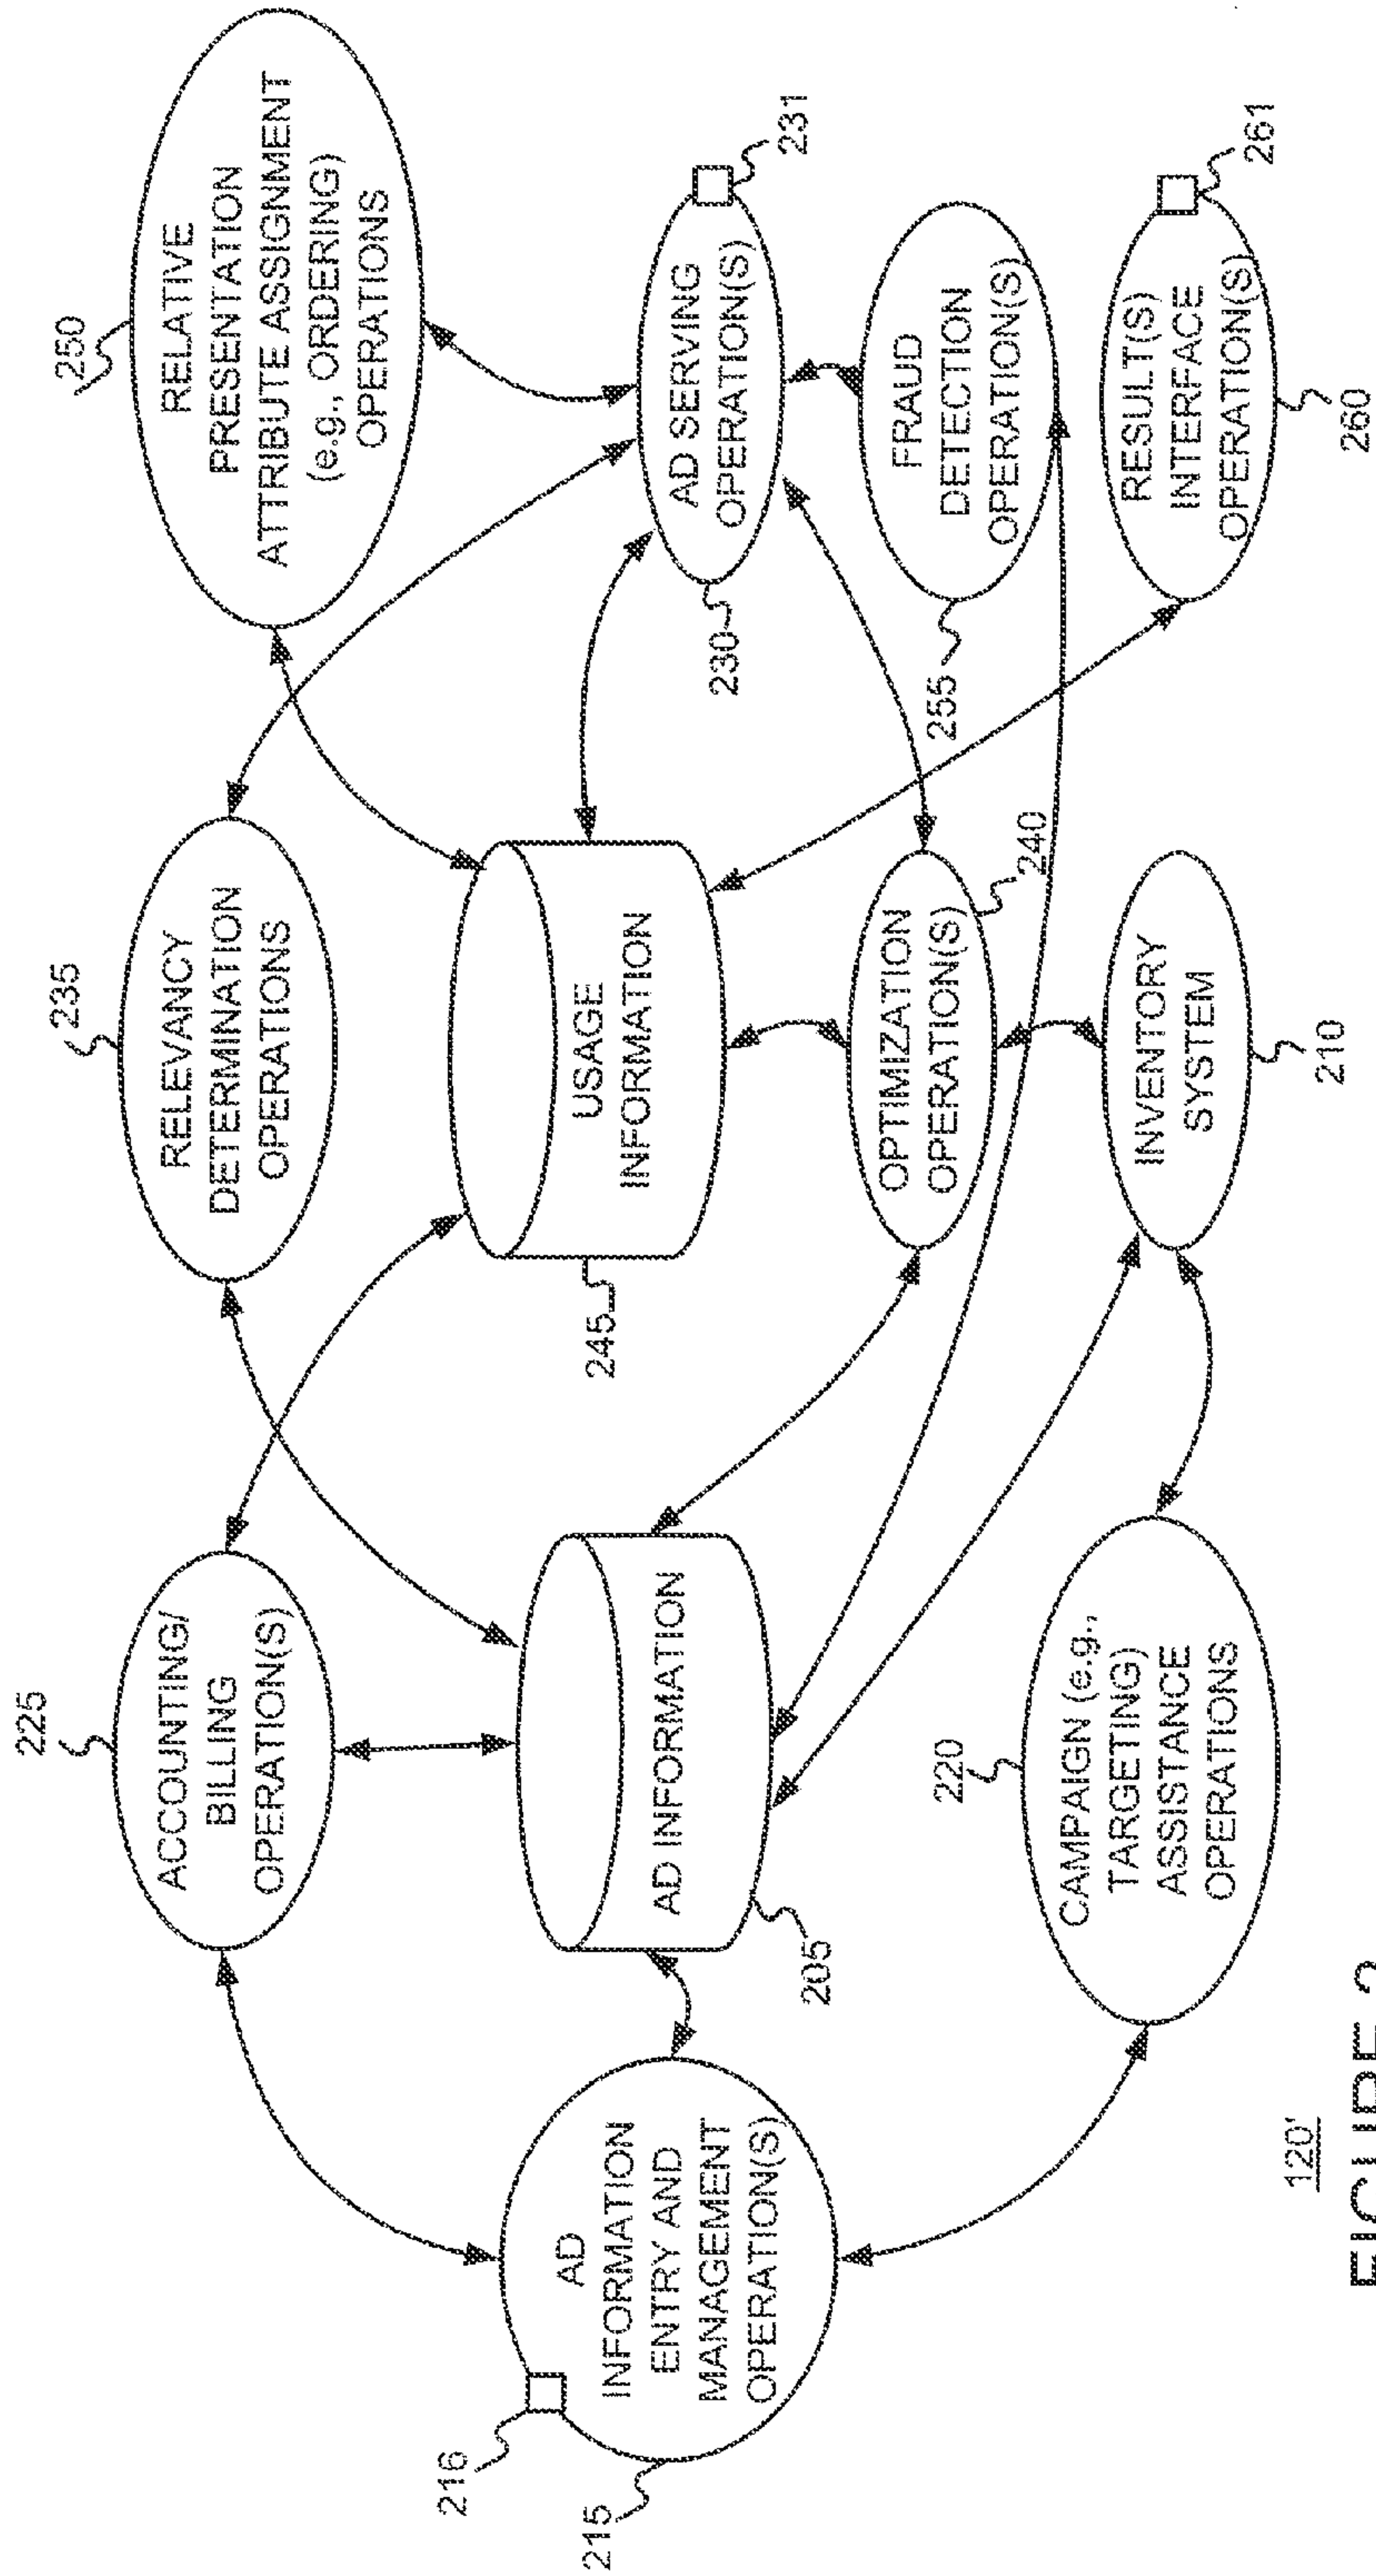 225
ACCOUNTING/
BILLING
OPERATION(S)
235
RELEVANCY
DETERMINATION
OPERATIONS
250
RELATIVE
PRESENTATION
ATTRIBUTE ASSIGNMENT
(e.g., ORDERING)
OPERATIONS
216
215
AD
INFORMATION
ENTRY AND
MANAGEMENT
OPERATION(S)
AD INFORMATION
205
245
USAGE
INFORMATION
230
AD SERVING
OPERATION(S)
231
255
FRAUD
DETECTION
OPERATION(S)
OPTIMIZATION
OPERATION(S)
240
220
CAMPAIGN (e.g.,
TARGETING)
ASSISTANCE
OPERATIONS
INVENTORY
SYSTEM
210
RESULT(S)
INTERFACE
OPERATION(S)
261
260
120'
FIGURE 2